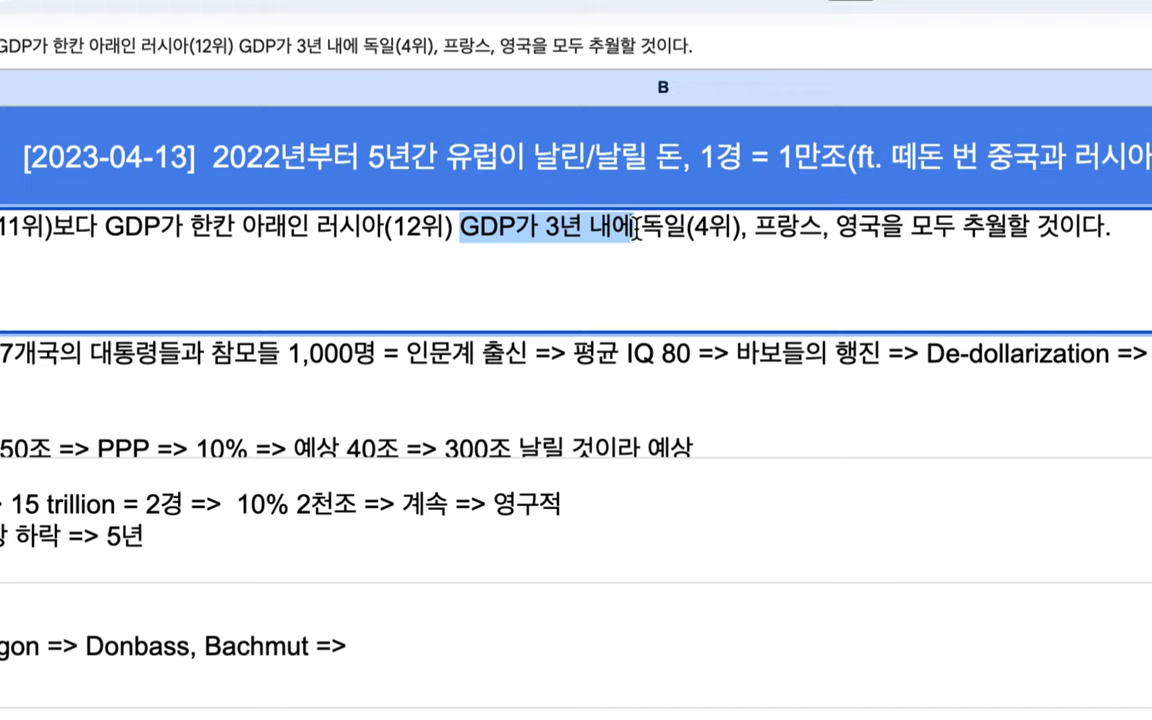 GDP가 한칸 아래인 러시아(12위) GDP가 3년 내에 독일(4위), 프랑스, 영국을 모두 추월할 것이다.
B
[2023-04-13] 2022년부터 5년간 유럽이 날린/날릴 돈, 1경 = 1만조(ft. 떼돈 번 중국과 러시아
11위)보다 GDP가 한칸 아래인 러시아(12위) GDP가 3년 내에 독일(4위), 프랑스, 영국을 모두 추월할 것이다.
7개국의 대통령들과 참모들 1,000명 = 인문계 출신 => 평균 IQ 80 => 바보들의 행진 => De-dollarization =>
50조 => PPP => 10% => 예상 40조 => 300조 날릴 것이라 예상
15 trillion = 2경 => 10% 2천조 => 계속 => 영구적
하락 => 5년
gon => Donbass, Bachmut =>